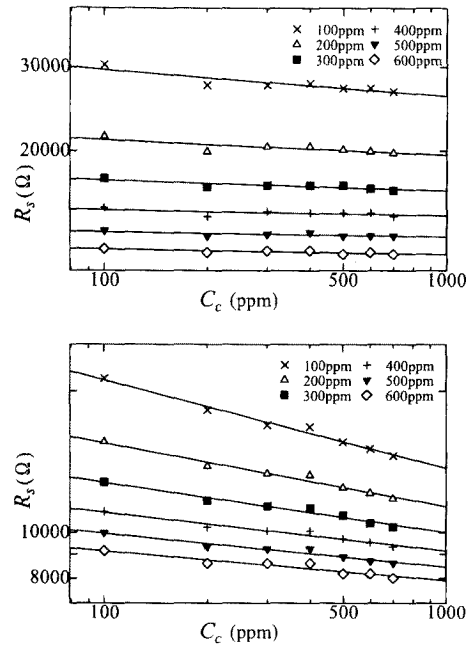 × 100ppm + 400ppm
△ 200ppm ▼ 500ppm
■ 300ppm ◇ 600ppm
30000
20000
R_s (Ω)
100 500 1000
C_c (ppm)
× 100ppm + 400ppm
△ 200ppm ▼ 500ppm
■ 300ppm ◇ 600ppm
R_s (Ω)
10000
8000
100 500 1000
C_c (ppm)